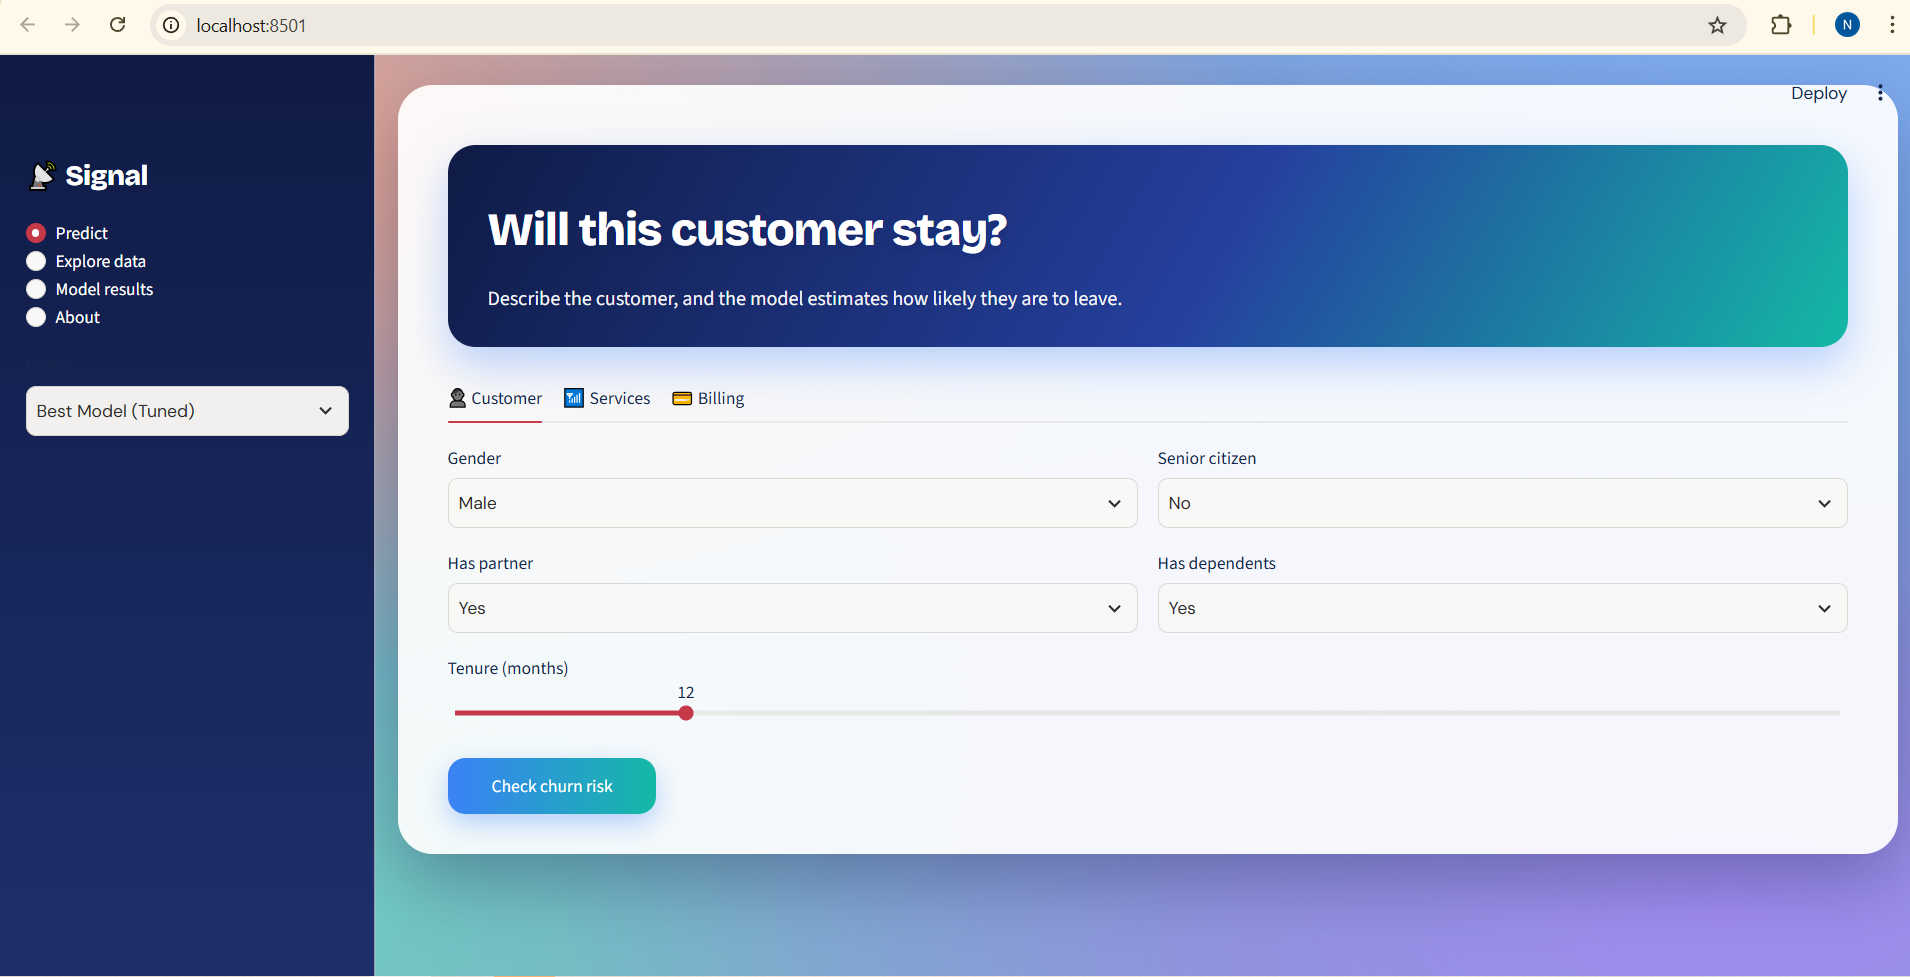 localhost:8501
N
Deploy
Signal
Predict
Explore data
Model results
About
Best Model (Tuned)
Will this customer stay?
Describe the customer, and the model estimates how likely they are to leave.
Customer Services Billing
Gender Senior citizen
Male No
Has partner Has dependents
Yes Yes
Tenure (months)
12
Check churn risk